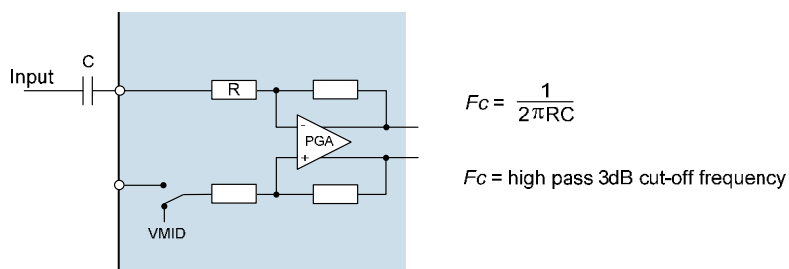 C
Input
R
-
PGA
+
VMID
Fc = 1
2πRC
Fc = high pass 3dB cut-off frequency